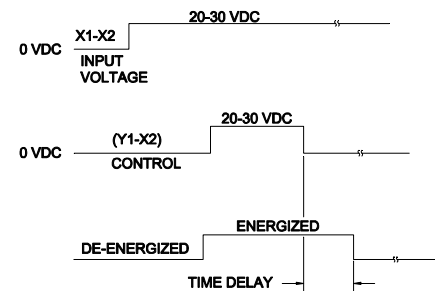 20-30 VDC
X1-X2
0 VDC
INPUT
VOLTAGE
20-30 VDC
(Y1-X2)
0 VDC
CONTROL
ENERGIZED
DE-ENERGIZED
TIME DELAY